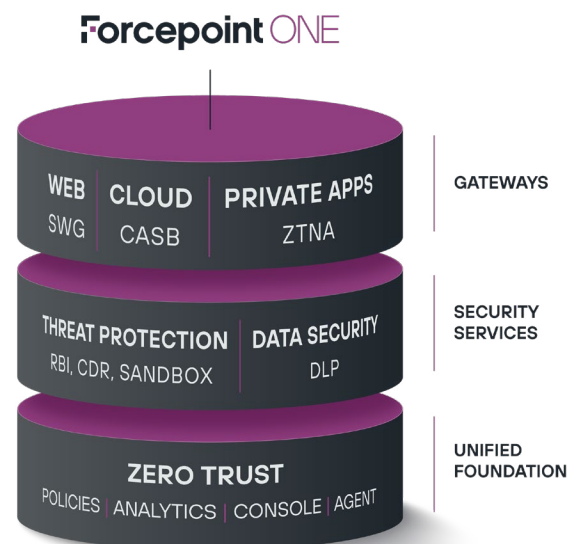 Forcepoint ONE
WEB
SWG
CLOUD
CASB
PRIVATE APPS
ZTNA
GATEWAYS
THREAT PROTECTION
RBI, CDR, SANDBOX
DATA SECURITY
DLP
SECURITY
SERVICES
ZERO TRUST
POLICIES | ANALYTICS | CONSOLE | AGENT
UNIFIED
FOUNDATION